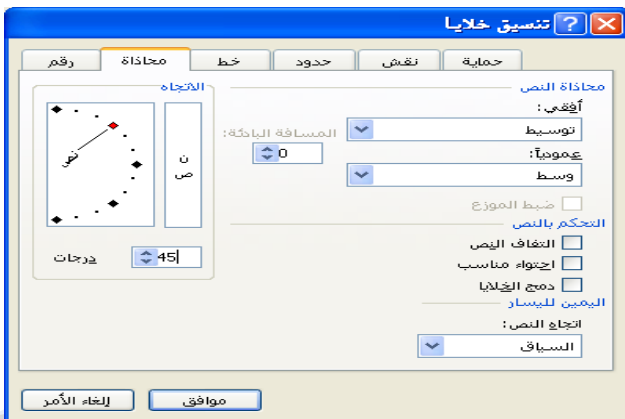 تنسيق خلايا
رقم محاذاة خط حدود نقش حماية
محاذاة النص
أفقي:
توسيط
المسافة البادئة:
0
عمودياً:
وسط
ضبط الموزع
التحكم بالنص
التفاف النص
احتواء مناسب
دمج الخلايا
اليمين لليسار
اتجاه النص:
السياق
الاتجاه
ن
ص
نص
45 درجات
موافق
إلغاء الأمر